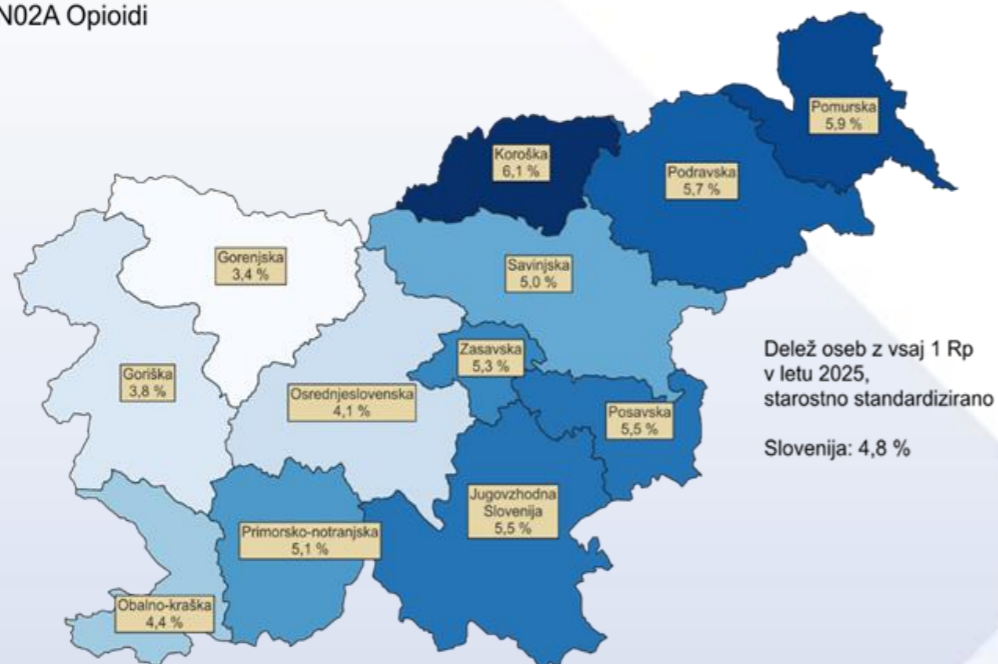 N02A Opioidi
Pomurska
5,9 %
Koroška
6,1 %
Podravska
5,7 %
Gorenjska
3,4 %
Savinjska
5,0 %
Zasavska
5,3 %
Goriška
3,8 %
Osrednjeslovenska
4,1 %
Posavska
5,5 %
Delež oseb z vsaj 1 Rp
v letu 2025,
starostno standardizirano
Slovenija: 4,8 %
Jugovzhodna
Slovenija
5,5 %
Primorsko-notranjska
5,1 %
Obalno-kraška
4,4 %